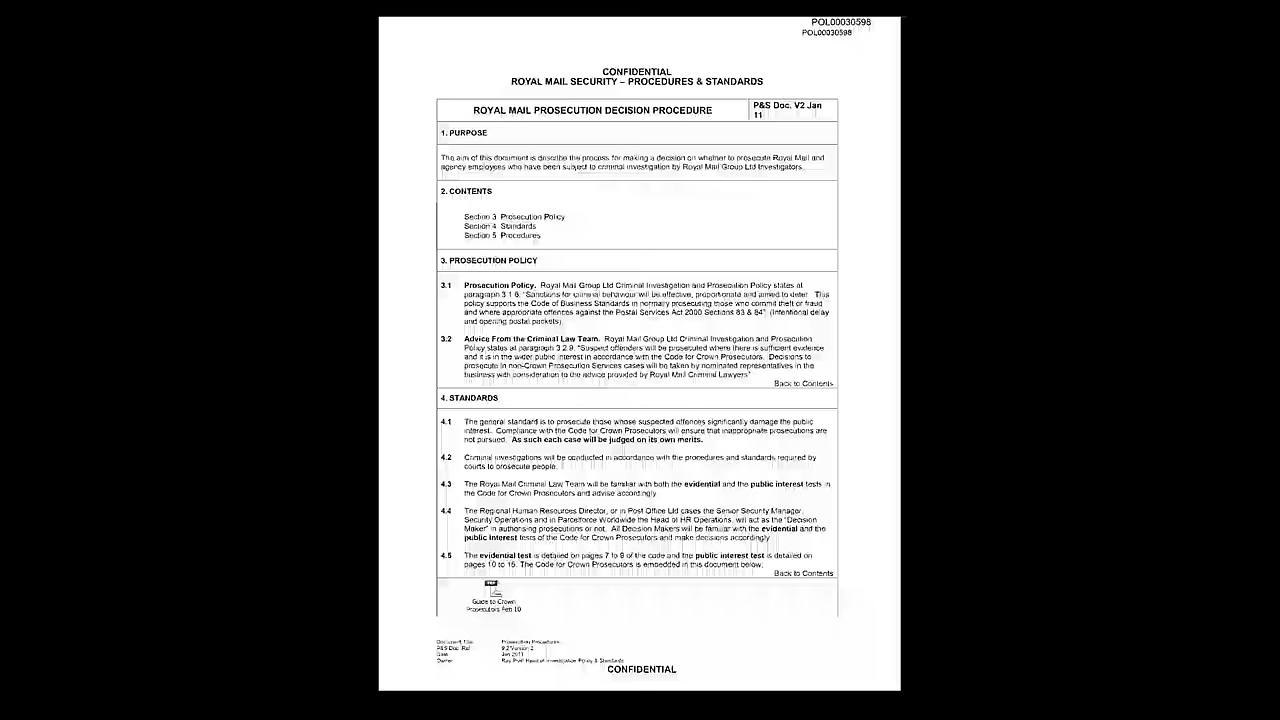 POL00030598
POL00030598
CONFIDENTIAL
ROYAL MAIL SECURITY – PROCEDURES & STANDARDS
ROYAL MAIL PROSECUTION DECISION PROCEDURE
P&S Doc. V2 Jan
11
1. PURPOSE
The aim of this document is describe the process for making a decision on whether to prosecute Royal Mail and
agency employees who have been subject to criminal investigation by Royal Mail Group Ltd Investigators.
2. CONTENTS
Section 3 Prosecution Policy
Section 4 Standards
Section 5 Procedures
3. PROSECUTION POLICY
3.1 Prosecution Policy. Royal Mail Group Ltd Criminal Investigation and Prosecution Policy states at
paragraph 3.1.6. "Sanctions for criminal behaviour will be effective, proportionate and aimed to deter. This
policy supports the Code of Business Standards in normally prosecuting those who commit theft or fraud
and where appropriate offences against the Postal Services Act 2000 Sections 83 & 84". (Intentional delay
and opening postal packets)
3.2 Advice From the Criminal Law Team. Royal Mail Group Ltd Criminal Investigation and Prosecution
Policy states at paragraph 3.2.9. "Suspect offenders will be prosecuted where there is sufficient evidence
and it is in the wider public interest in accordance with the Code for Crown Prosecutors. Decisions to
prosecute in non-Crown Prosecution Services cases will be taken by nominated representatives in the
business with consideration to the advice provided by Royal Mail Criminal Lawyers"
Back to Contents
4. STANDARDS
4.1 The general standard is to prosecute those whose suspected offences significantly damage the public
interest. Compliance with the Code for Crown Prosecutors will ensure that inappropriate prosecutions are
not pursued. As such each case will be judged on its own merits.
4.2 Criminal investigations will be conducted in accordance with the procedures and standards required by
courts to prosecute people.
4.3 The Royal Mail Criminal Law Team will be familiar with both the evidential and the public interest tests in
the Code for Crown Prosecutors and advise accordingly
4.4 The Regional Human Resources Director, or in Post Office Ltd cases the Senior Security Manager,
Security Operations and in Parcelforce Worldwide the Head of HR Operations, will act as the "Decision
Maker" in authorising prosecutions or not. All Decision Makers will be familiar with the evidential and the
public interest tests of the Code for Crown Prosecutors and make decisions accordingly
4.5 The evidential test is detailed on pages 7 to 9 of the code and the public interest test is detailed on
pages 10 to 15. The Code for Crown Prosecutors is embedded in this document below;
Back to Contents
Guide to Crown
Prosecutors Feb 10
Document Title Prosecution Procedures
P&S Doc. Ref 9.2 Version 2
Date Jan 2011
Owner: Ray Pratt Head of Investigation Policy & Standards
CONFIDENTIAL